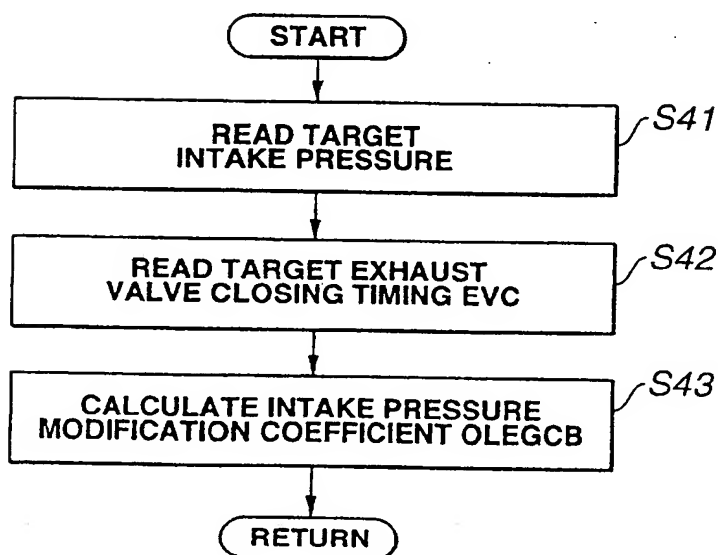 START
READ TARGET
INTAKE PRESSURE
S41
READ TARGET EXHAUST
VALVE CLOSING TIMING EVC
S42
CALCULATE INTAKE PRESSURE
MODIFICATION COEFFICIENT OLEGCB
S43
RETURN